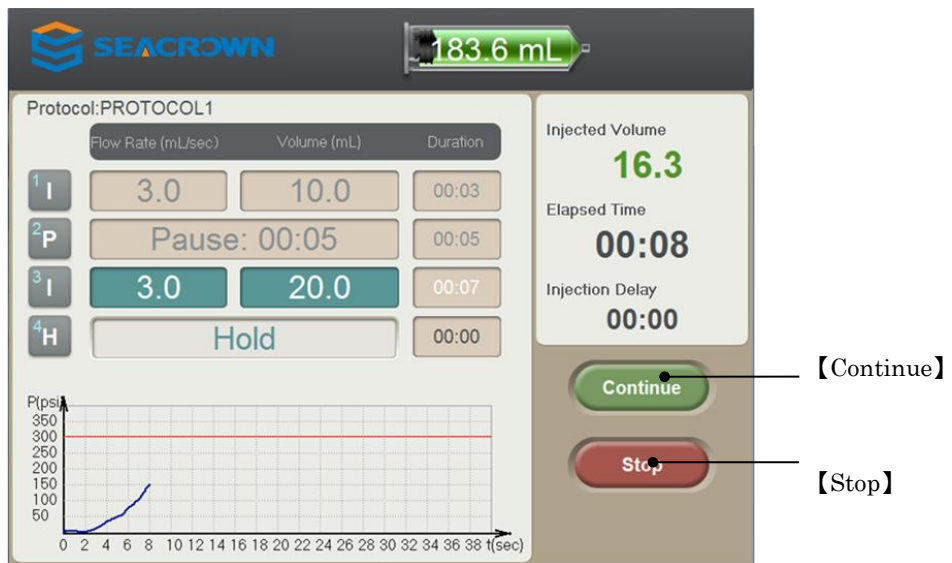 SEACROWN
183.6 mL
Protocol:PROTOCOL1
Flow Rate (mL/sec) Volume (mL) Duration
1 I 3.0 10.0 00:03
2 P Pause: 00:05 00:05
3 I 3.0 20.0 00:07
4 H Hold 00:00
Injected Volume
16.3
Elapsed Time
00:08
Injection Delay
00:00
Continue
Stop
【Continue】
【Stop】
P(psi)
350
300
250
200
150
100
50
0 2 4 6 8 10 12 14 16 18 20 22 24 26 28 30 32 34 36 38 t(sec)